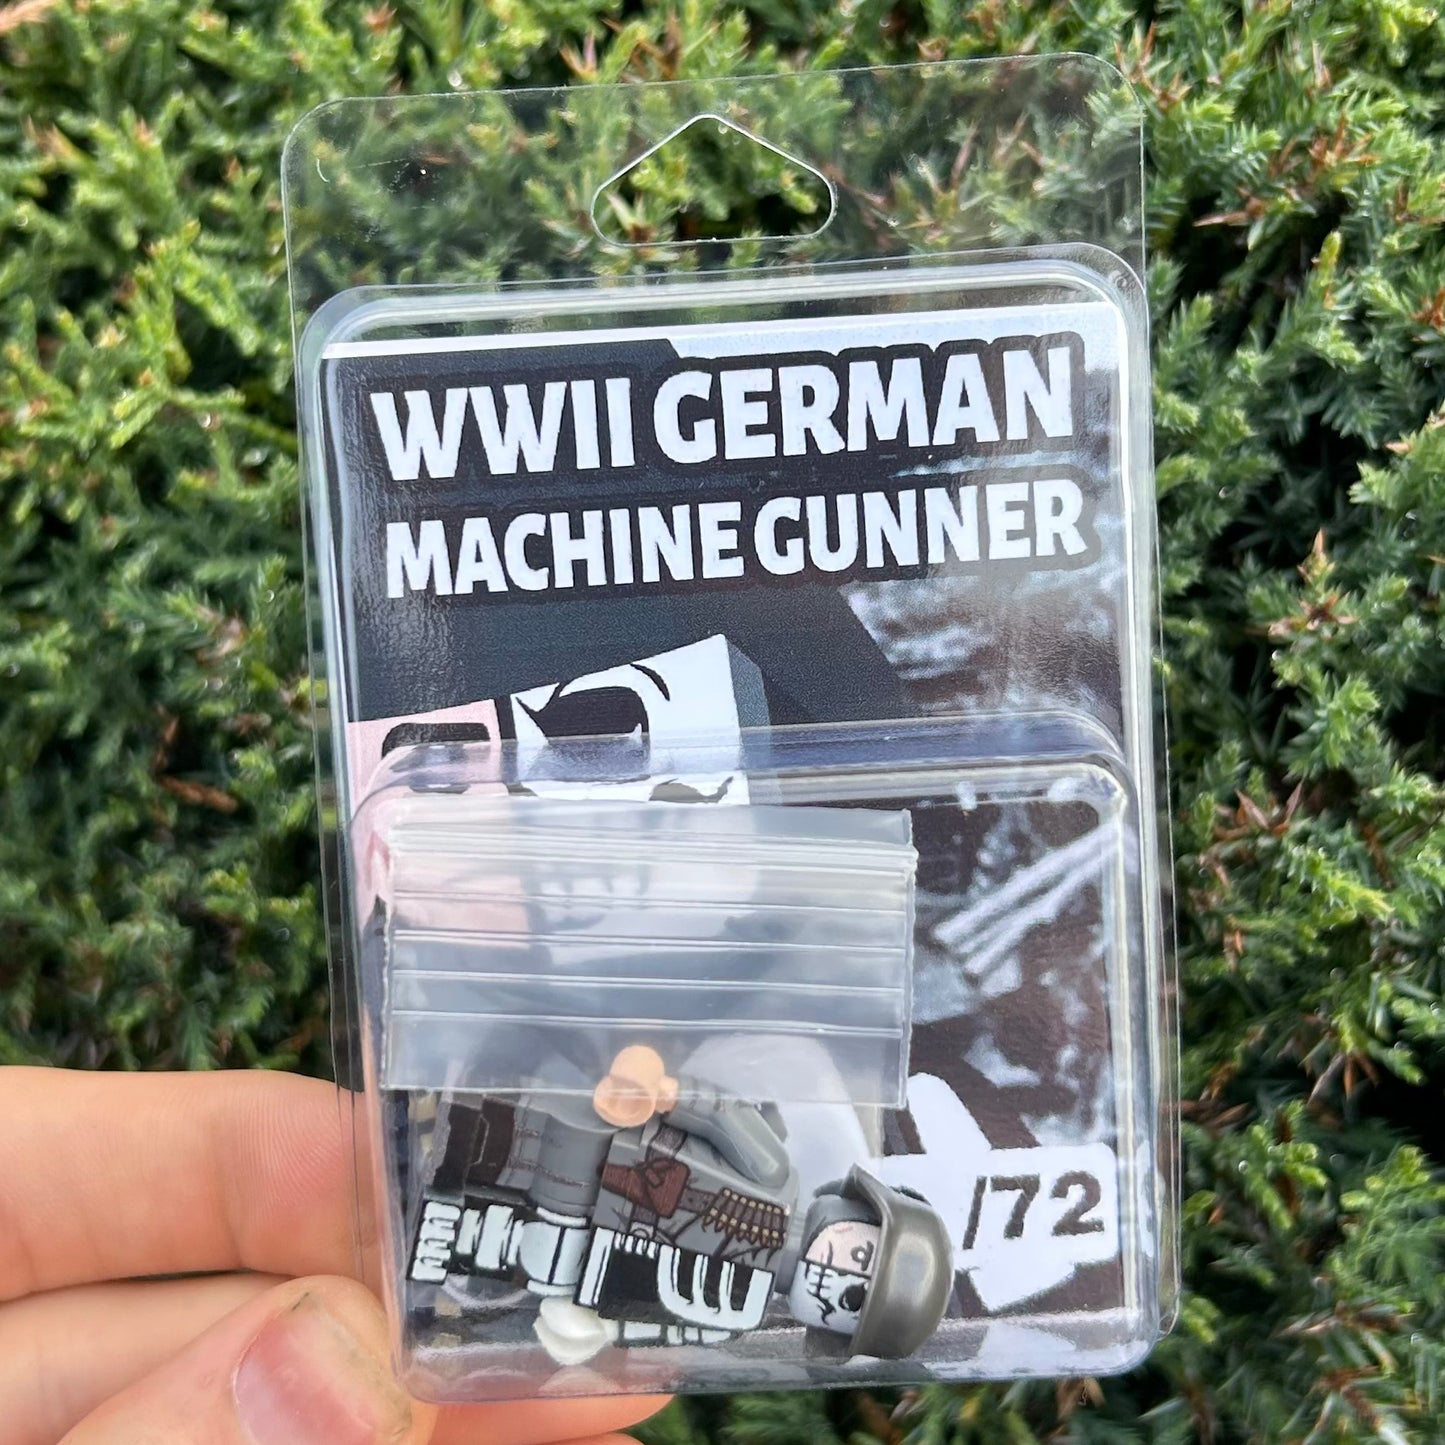 WWII GERMAN
MACHINE GUNNER
/72